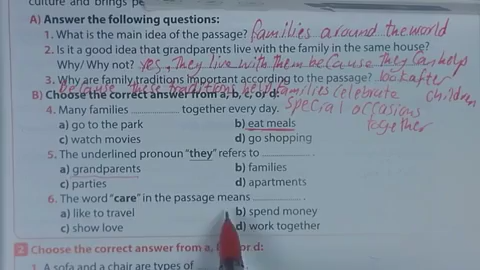 culture and brings pe
A) Answer the following questions:
1. What is the main idea of the passage? families around the world
2. Is it a good idea that grandparents live with the family in the same house?
Why/ Why not? yes, They live with them because They can help
3. Why are family traditions important according to the passage? look after
because these traditions help families celebrate children
B) Choose the correct answer from a, b, c or d: special occasions
4. Many families .................. together every day. together
a) go to the park b) eat meals
c) watch movies d) go shopping
5. The underlined pronoun "they" refers to .................. .
a) grandparents b) families
c) parties d) apartments
6. The word "care" in the passage means .................. .
a) like to travel b) spend money
c) show love d) work together
2 Choose the correct answer from a, or d:
1. A sofa and a chair are types of